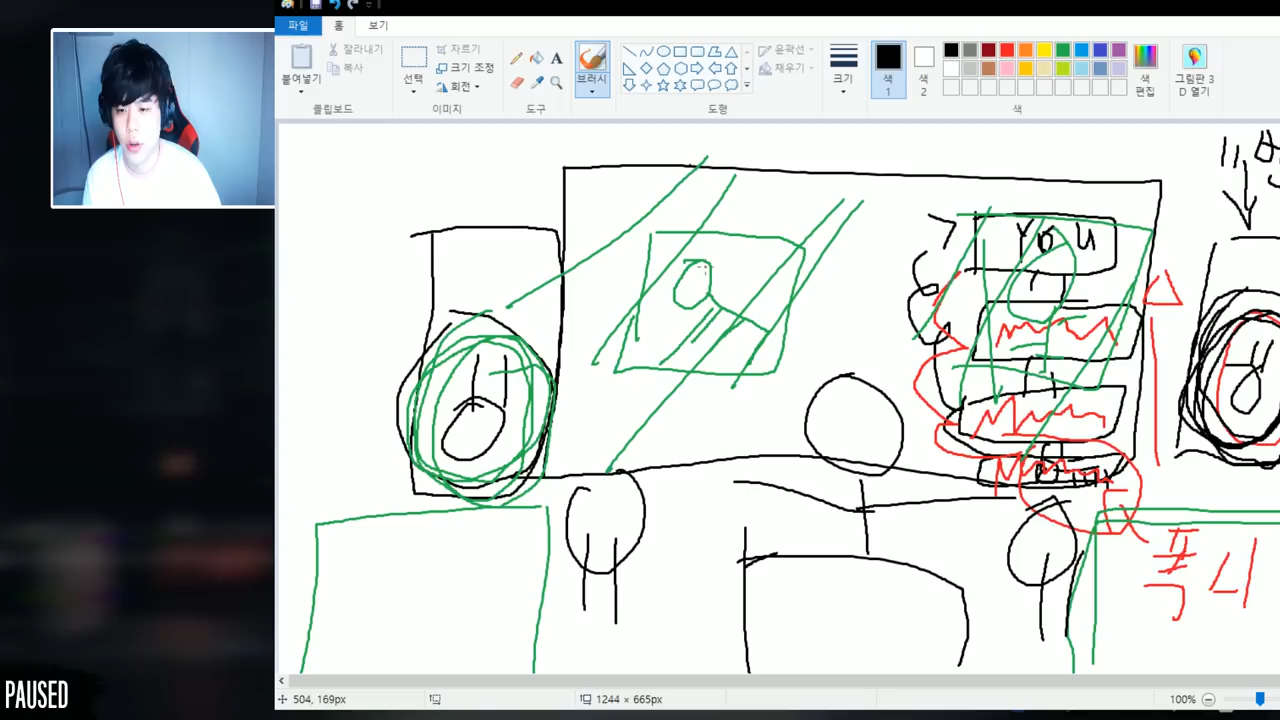 파일
홈
보기
붙여넣기
잘라내기
복사
클립보드
선택
자르기
크기 조정
회전
이미지
도구
브러시
윤곽선
채우기
도형
크기
색 1
색 2
색 편집
그림판 3D 열기
색
You
폭시
PAUSED
504, 169px
1244 × 665px
100%